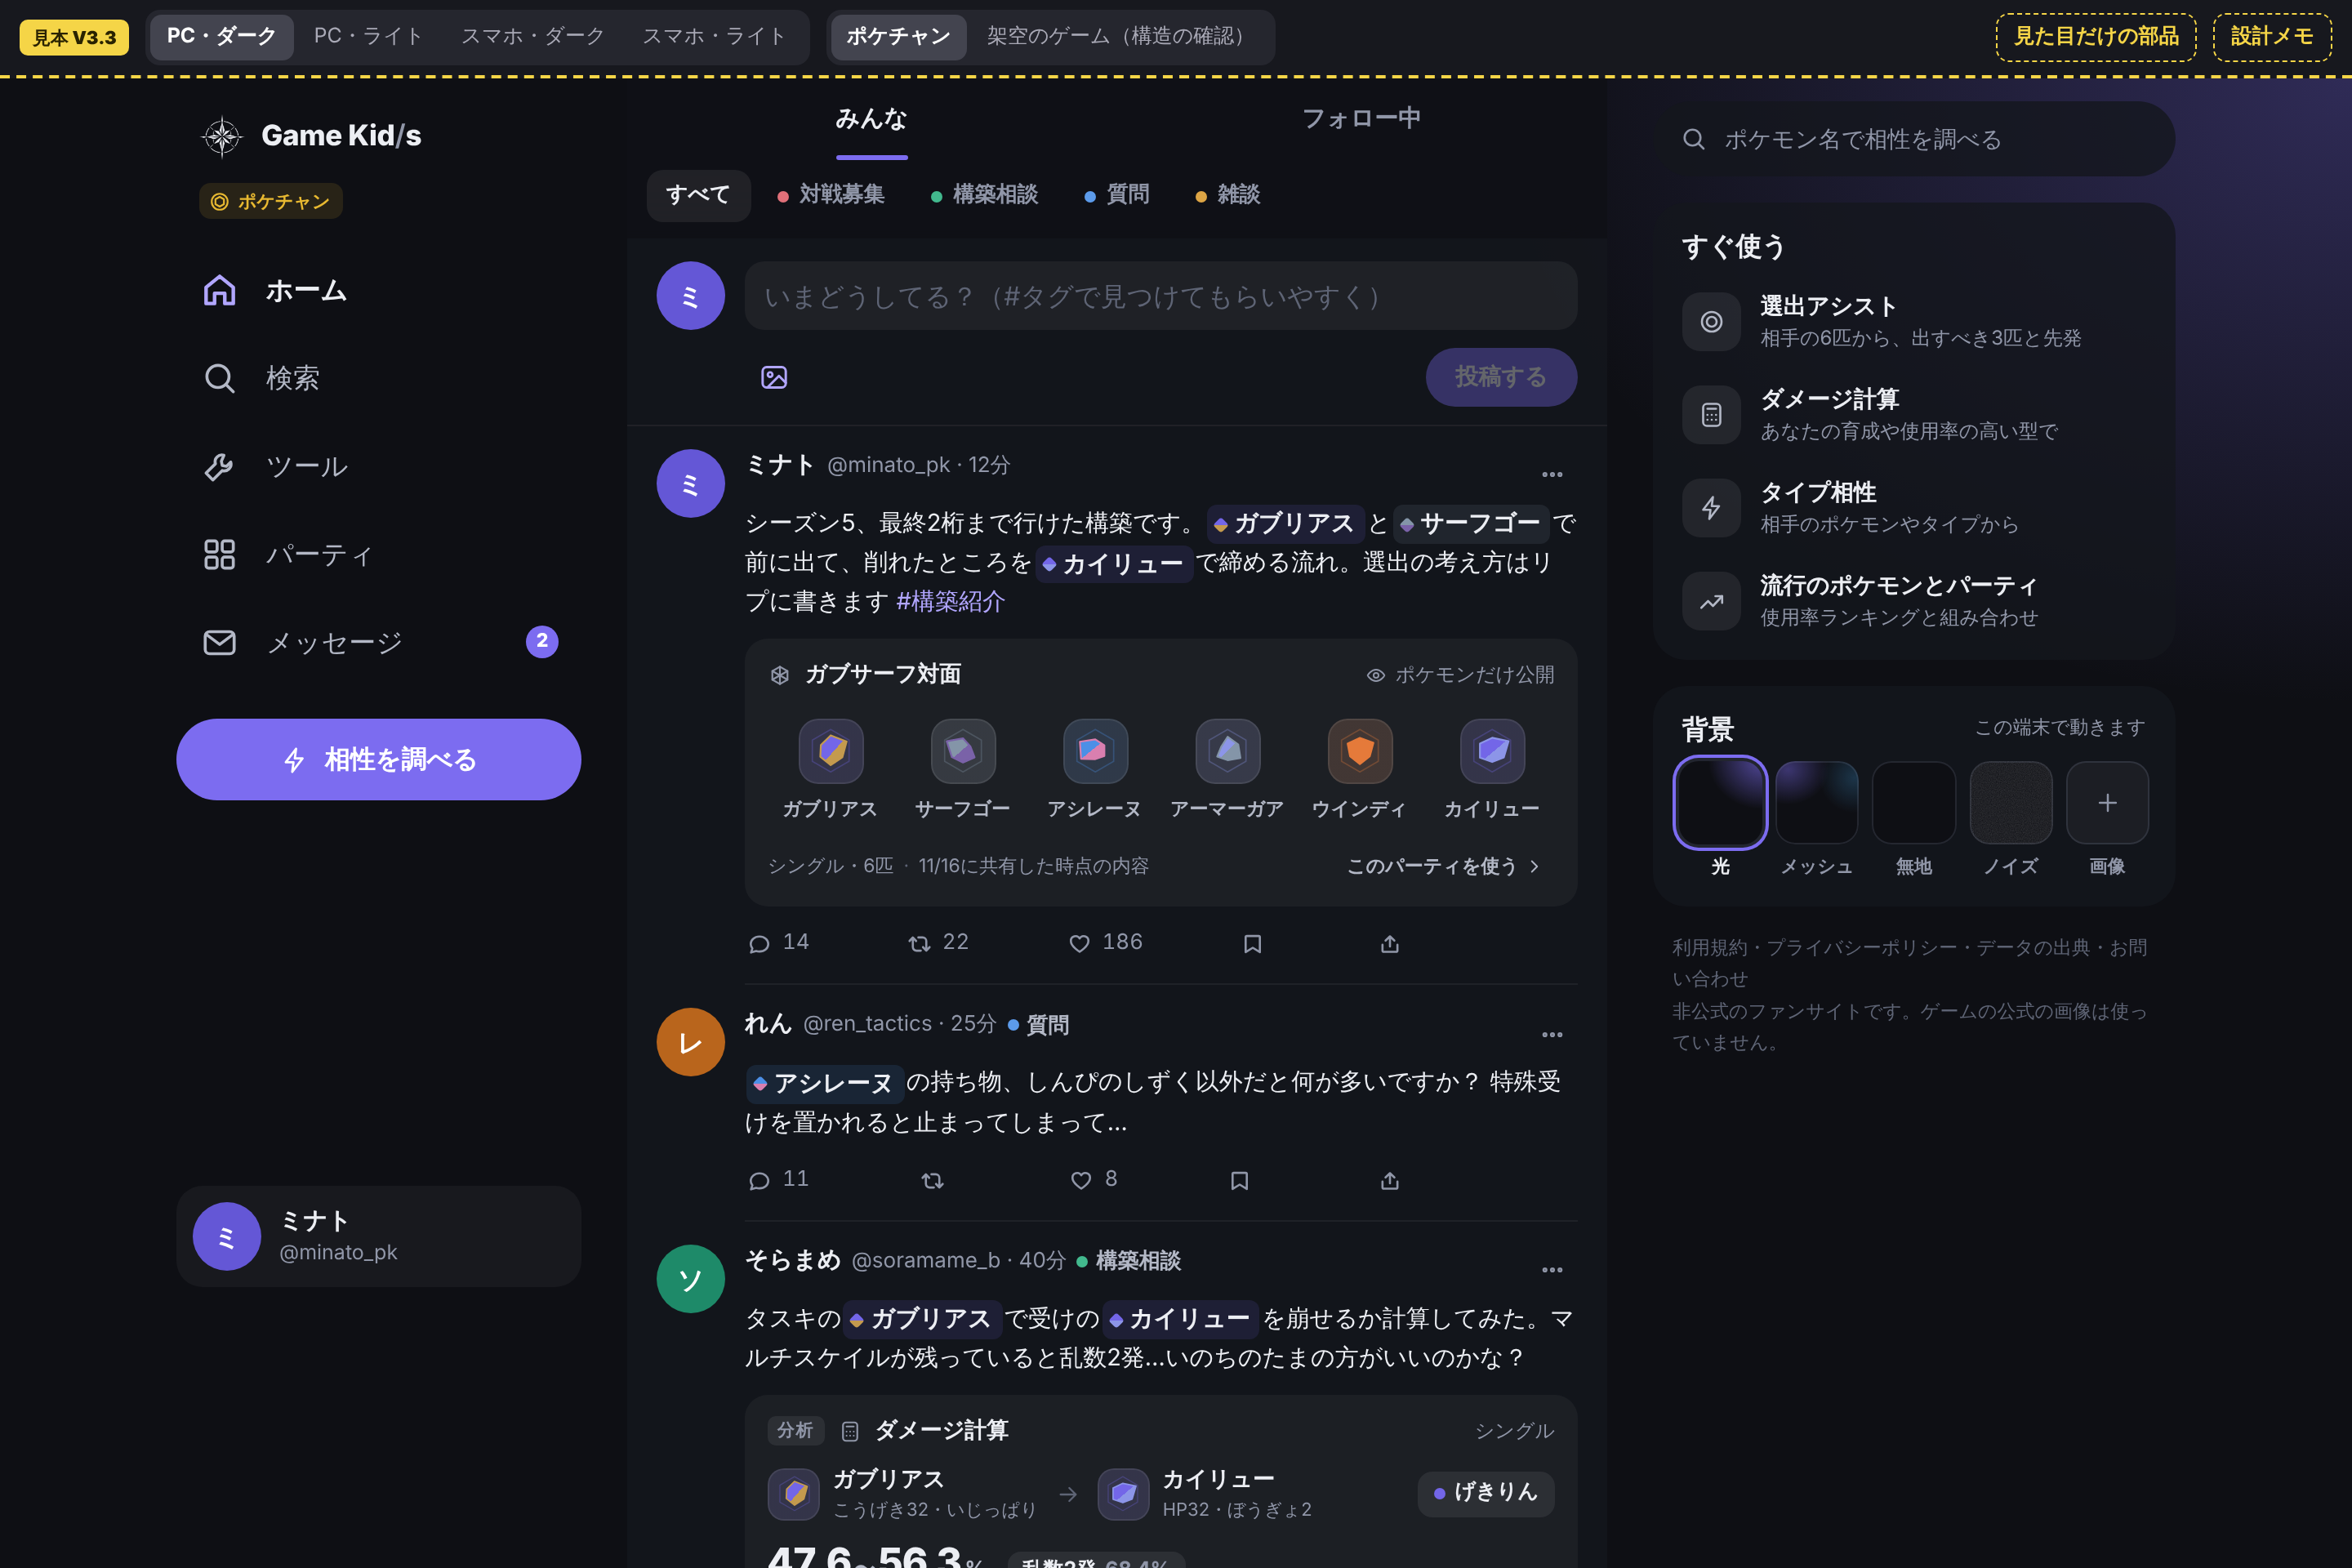 見本 V3.3
PC・ダーク
PC・ライト
スマホ・ダーク
スマホ・ライト
ポケチャン
架空のゲーム（構造の確認）
見た目だけの部品
設計メモ
Game Kid/s
ポケチャン
ホーム
検索
ツール
パーティ
メッセージ
2
相性を調べる
ミ
ミナト
@minato_pk
みんな
フォロー中
すべて
対戦募集
構築相談
質問
雑談
ミ
いまどうしてる？（#タグで見つけてもらいやすく）
投稿する
ミ
ミナト @minato_pk · 12分
シーズン5、最終2桁まで行けた構築です。ガブリアスとサーフゴーで
前に出て、削れたところをカイリューで締める流れ。選出の考え方はリ
プに書きます #構築紹介
ガブサーフ対面
ポケモンだけ公開
ガブリアス
サーフゴー
アシレーヌ
アーマーガア
ウインディ
カイリュー
シングル・6匹 · 11/16に共有した時点の内容
このパーティを使う
14
22
186
レ
れん @ren_tactics · 25分 質問
アシレーヌの持ち物、しんぴのしずく以外だと何が多いですか？ 特殊受
けを置かれると止まってしまって…
11
8
ソ
そらまめ @soramame_b · 40分 構築相談
タスキのガブリアスで受けのカイリューを崩せるか計算してみた。マ
ルチスケイルが残っていると乱数2発…いのちのたまの方がいいのかな？
分析
ダメージ計算
シングル
ガブリアス
こうげき32・いじっぱり
カイリュー
HP32・ぼうぎょ2
げきりん
47.6~56.3%
乱数2発 68.4%
ポケモン名で相性を調べる
すぐ使う
選出アシスト
相手の6匹から、出すべき3匹と先発
ダメージ計算
あなたの育成や使用率の高い型で
タイプ相性
相手のポケモンやタイプから
流行のポケモンとパーティ
使用率ランキングと組み合わせ
背景
この端末で動きます
光
メッシュ
無地
ノイズ
画像
利用規約・プライバシーポリシー・データの出典・お問
い合わせ
非公式のファンサイトです。ゲームの公式の画像は使っ
ていません。